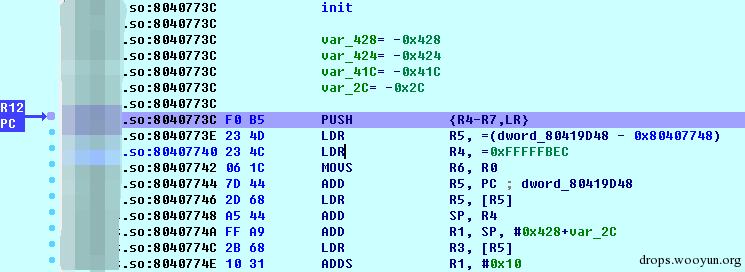 .so:8040773C init
.so:8040773C
.so:8040773C var_428= -0x428
.so:8040773C var_424= -0x424
.so:8040773C var_41C= -0x41C
.so:8040773C var_2C= -0x2C
.so:8040773C
R12
PC
.so:8040773C F0 B5 PUSH {R4-R7,LR}
.so:8040773E 23 4D LDR R5, =(dword_80419D48 - 0x80407748)
.so:80407740 23 4C LDR R4, =0xFFFFFBEC
.so:80407742 06 1C MOVS R6, R0
.so:80407744 7D 44 ADD R5, PC ; dword_80419D48
.so:80407746 2D 68 LDR R5, [R5]
.so:80407748 A5 44 ADD SP, R4
.so:8040774A FF A9 ADD R1, SP, #0x428+var_2C
.so:8040774C 2B 68 LDR R3, [R5]
.so:8040774E 10 31 ADDS R1, #0x10
drops.wooyun.org